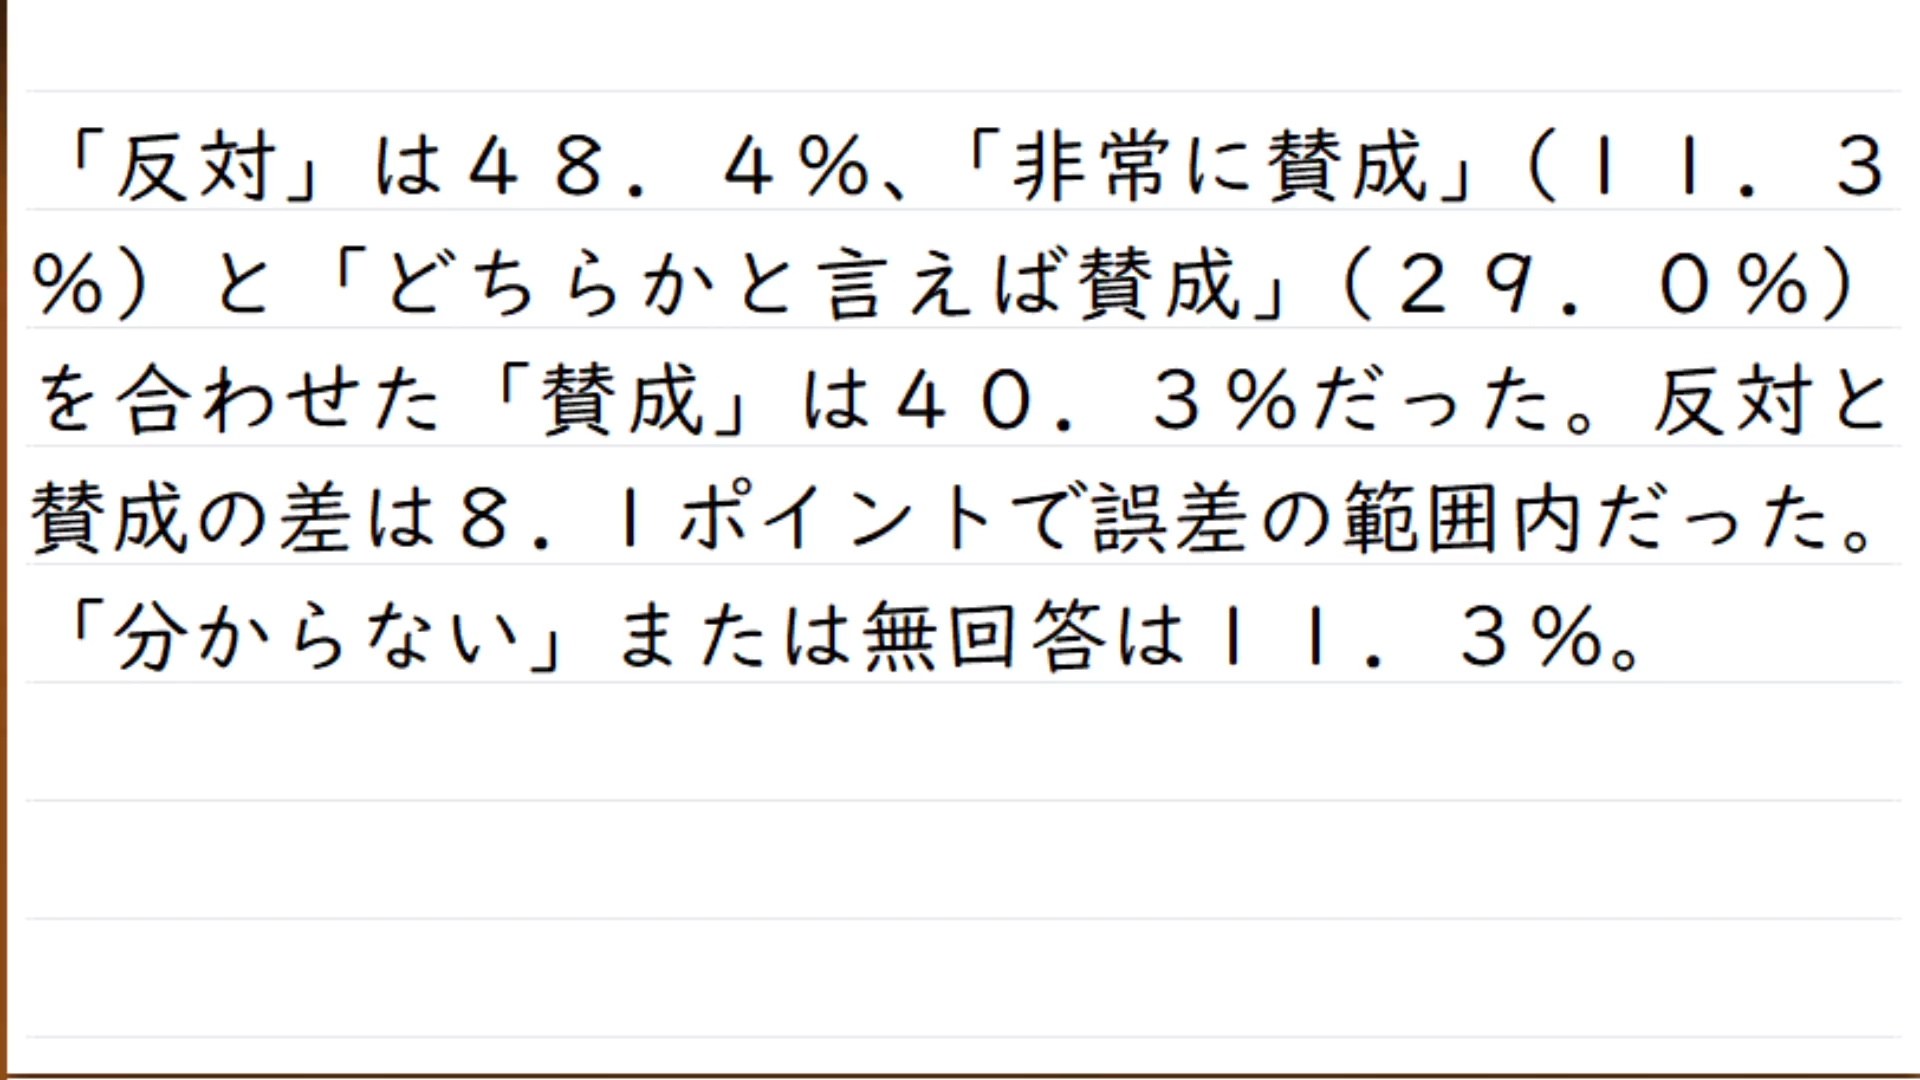 「反対」は４８．４％、「非常に賛成」（１１．３
％）と「どちらかと言えば賛成」（２９．０％）
を合わせた「賛成」は４０．３％だった。反対と
賛成の差は８．１ポイントで誤差の範囲内だった。
「分からない」または無回答は１１．３％。